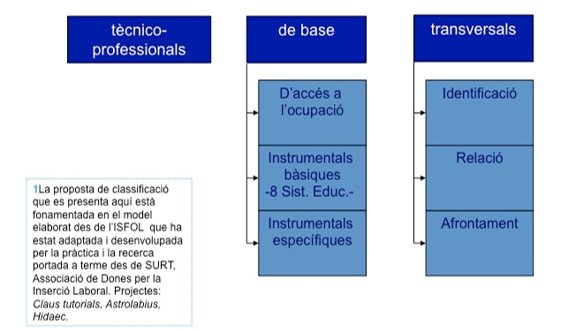 tècnico-
professionals
de base
transversals
D’accés a
l’ocupació
Instrumentals
bàsiques
-8 Sist. Educ.-
Instrumentals
específiques
Identificació
Relació
Afrontament
1La proposta de classificació
que es presenta aquí està
fonamentada en el model
elaborat des de l’ISFOL que ha
estat adaptada i desenvolupada
per la pràctica i la recerca
portada a terme des de SURT,
Associació de Dones per la
Inserció Laboral. Projectes:
Claus tutorials, Astrolabius,
Hidaec.